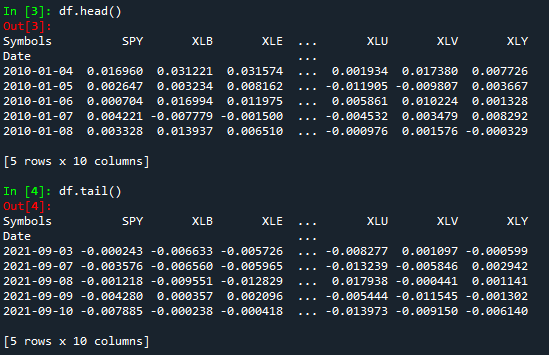 In [3]: df.head()
Out[3]:
Symbols          SPY       XLB       XLE  ...       XLU       XLV       XLY
Date                                      ...
2010-01-04  0.016960  0.031221  0.031574  ...  0.001934  0.017380  0.007726
2010-01-05  0.002647  0.003234  0.008162  ... -0.011905 -0.009807  0.003667
2010-01-06  0.000704  0.016994  0.011975  ...  0.005861  0.010224  0.001328
2010-01-07  0.004221 -0.007779 -0.001500  ... -0.004532  0.003479  0.008292
2010-01-08  0.003328  0.013937  0.006510  ... -0.000976  0.001576 -0.000329
[5 rows x 10 columns]
In [4]: df.tail()
Out[4]:
Symbols          SPY       XLB       XLE  ...       XLU       XLV       XLY
Date                                      ...
2021-09-03 -0.000243 -0.006633 -0.005726  ... -0.008277  0.001097 -0.000599
2021-09-07 -0.003576 -0.006560 -0.005965  ... -0.013239 -0.005846  0.002942
2021-09-08 -0.001218 -0.009551 -0.012829  ...  0.017938 -0.000441  0.001141
2021-09-09 -0.004280  0.000357  0.002096  ... -0.005444 -0.011545 -0.001302
2021-09-10 -0.007885 -0.000238 -0.000418  ... -0.013973 -0.009150 -0.006140
[5 rows x 10 columns]